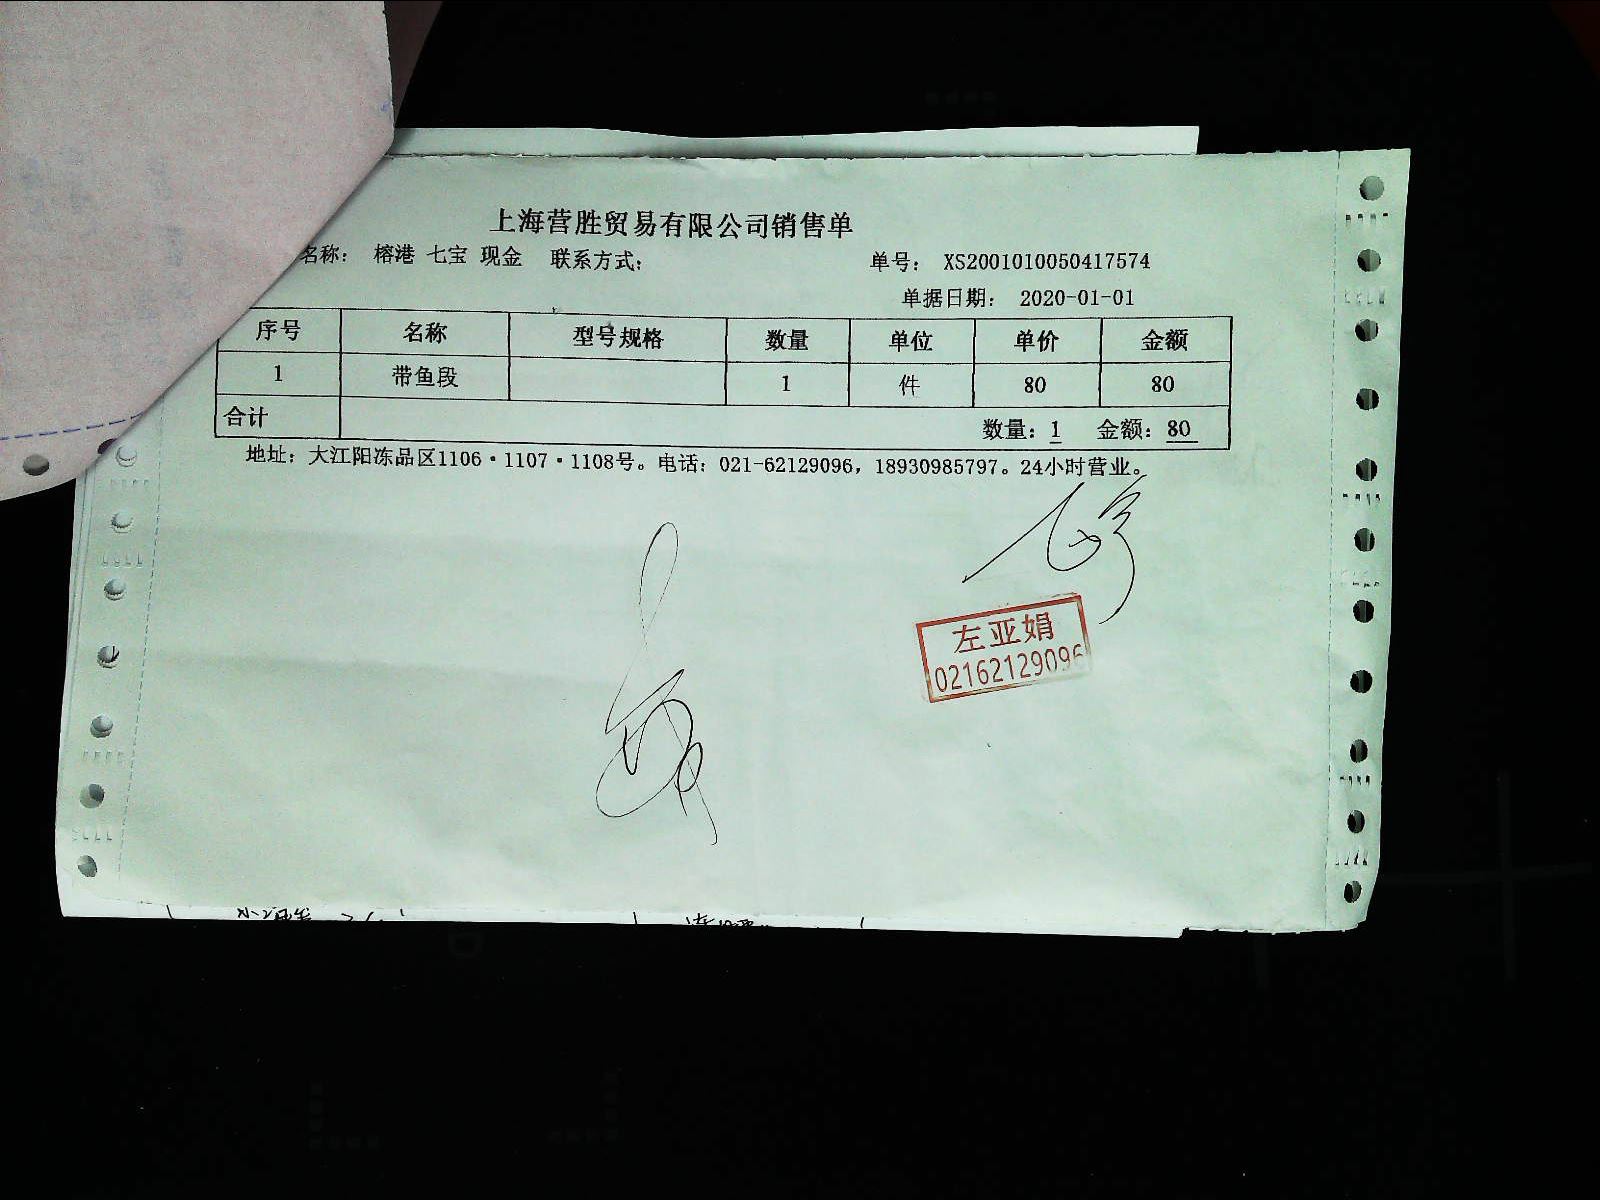 上海营胜贸易有限公司销售单
名称： 榕港 七宝 现金 联系方式： 单号： XS2001010050417574
单据日期： 2020-01-01
序号 名称 型号规格 数量 单位 单价 金额
1 带鱼段 1 件 80 80
合计 数量：1 金额：80
地址：大江阳冻品区1106·1107·1108号。电话：021-62129096，18930985797。24小时营业。
左亚娟
02162129096